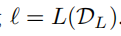 ; ℓ = L(𝒟_L).